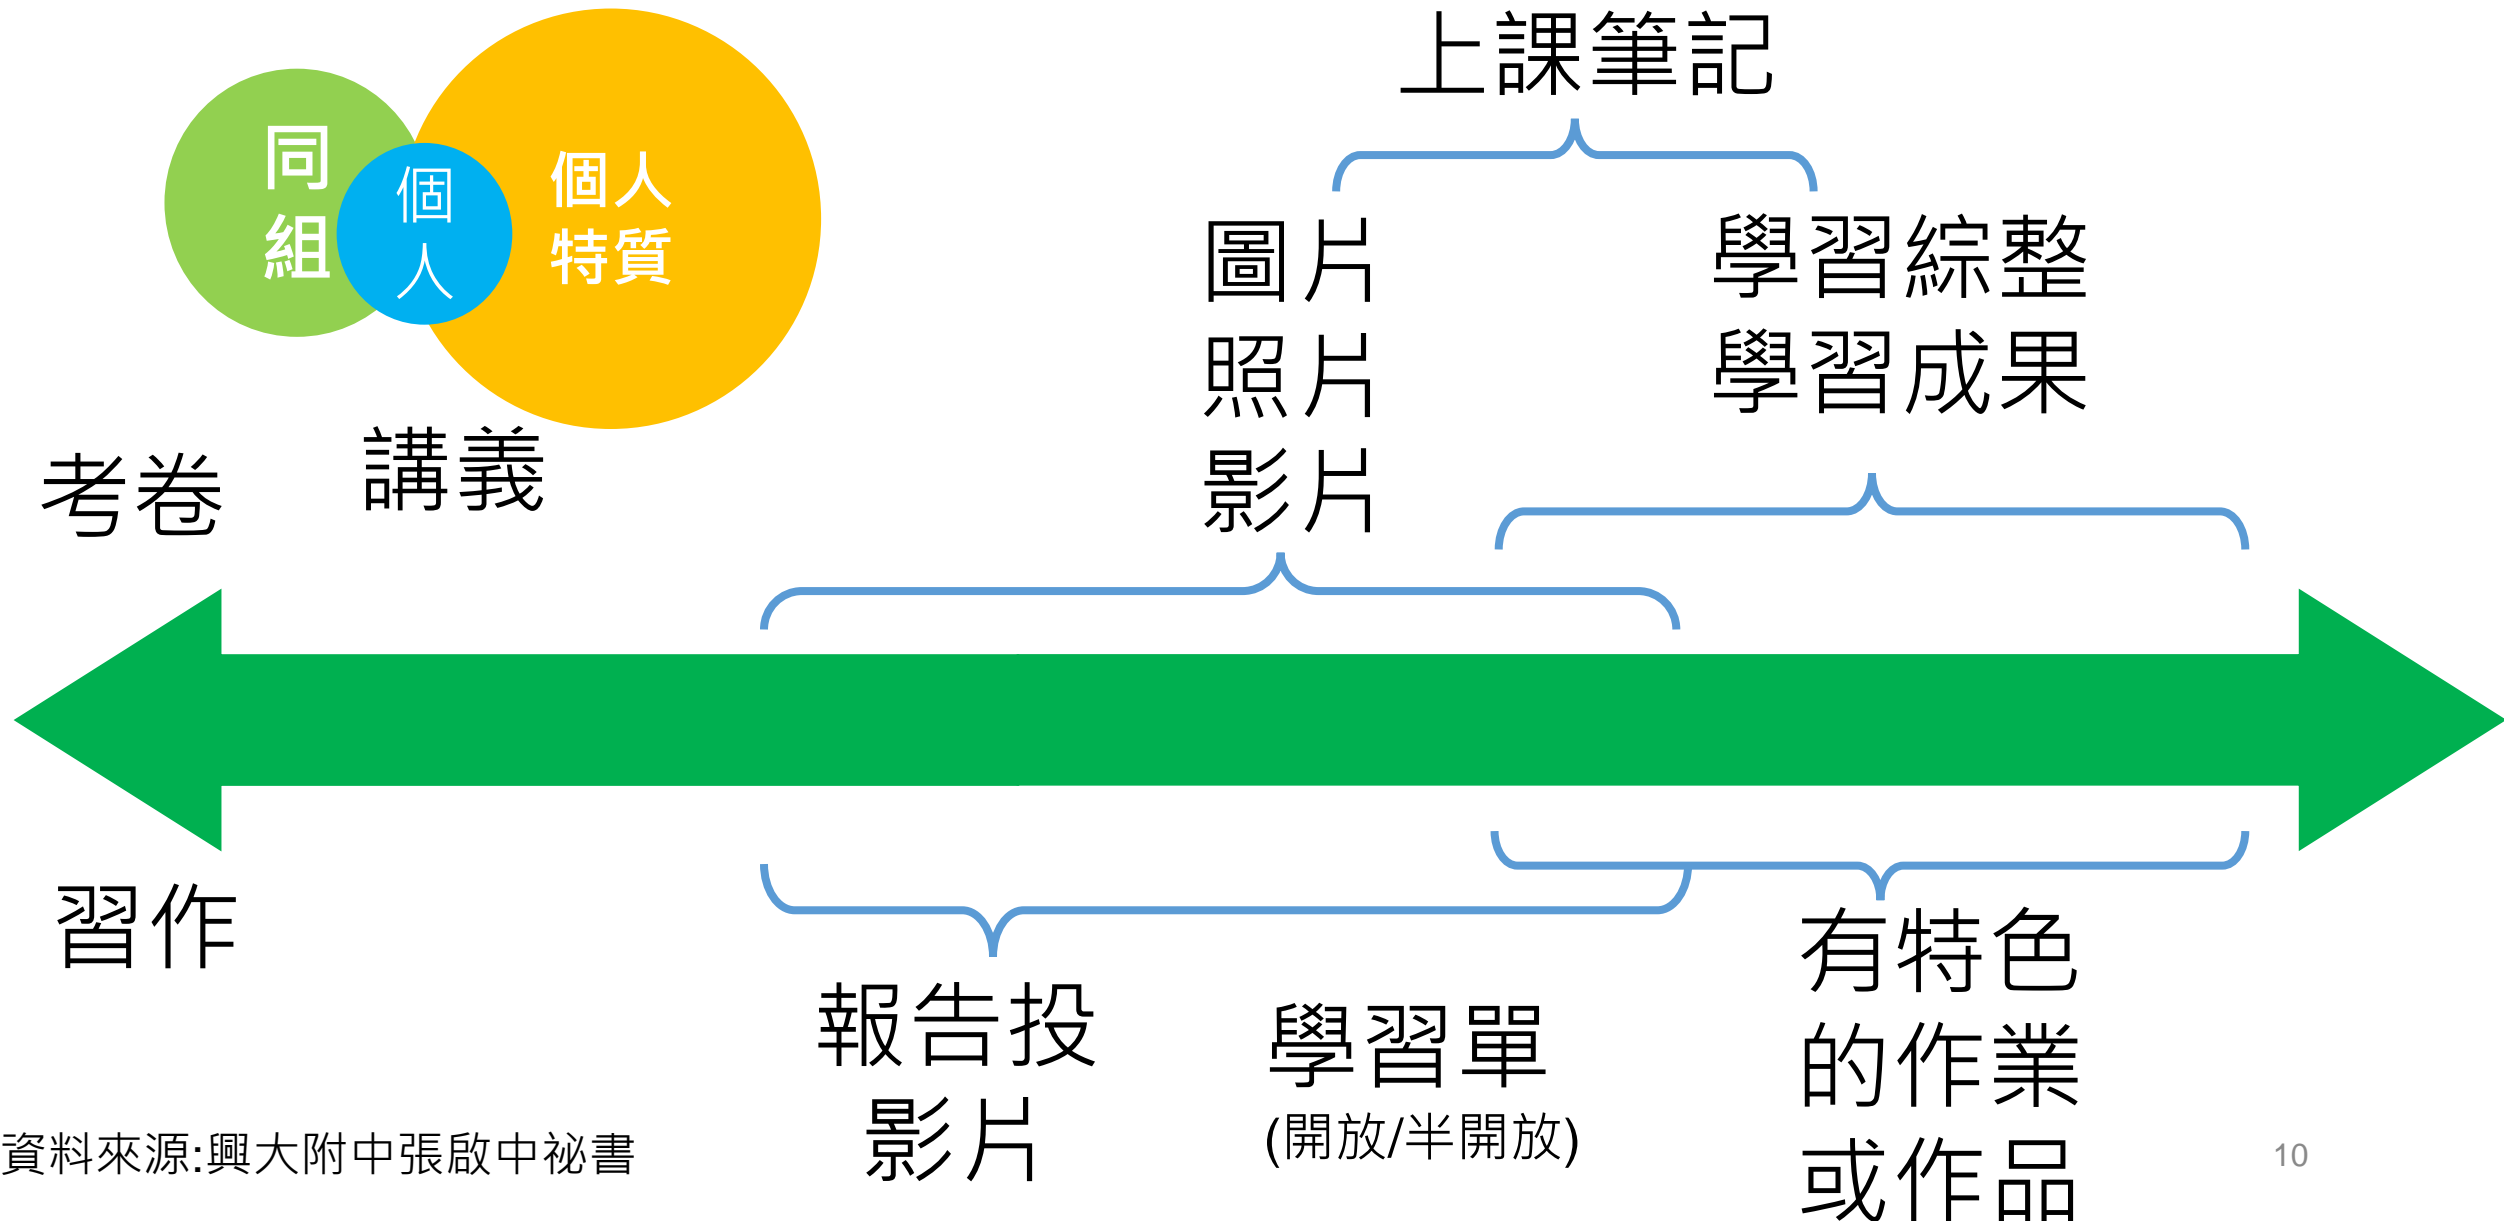 上課筆記
同
組
個
人
個人
特質
圖片
照片
影片
學習綜整
學習成果
考卷
講義
習作
報告投
影片
學習單
(開放/半開放)
有特色
的作業
或作品
資料來源:興大附中長毅中祕書
10